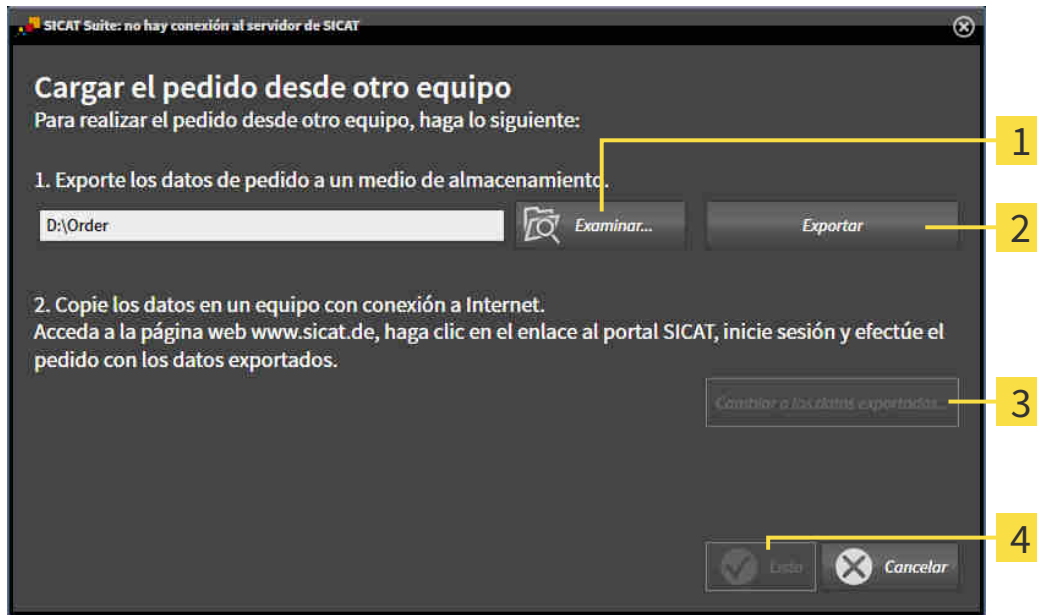 SICAT Suite: no hay conexión al servidor de SICAT
Cargar el pedido desde otro equipo
Para realizar el pedido desde otro equipo, haga lo siguiente:
1
1. Exporte los datos de pedido a un medio de almacenamiento.
D:\Order
Examinar...
Exportar
2
2. Copie los datos en un equipo con conexión a Internet.
Acceda a la página web www.sicat.de, haga clic en el enlace al portal SICAT, inicie sesión y efectúe el
pedido con los datos exportados.
Cambiar a los datos exportados...
3
Listo
Cancelar
4